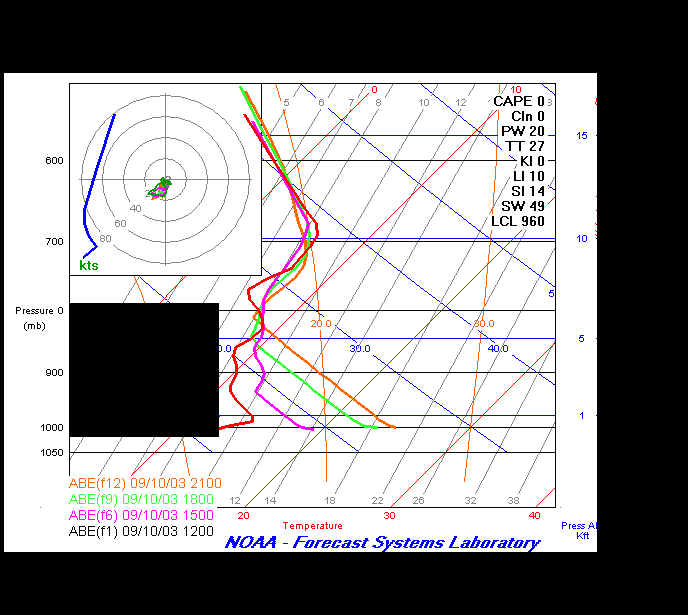 0
10
5 6 7 8 10 12
CAPE 0
CIn 0
PW 20
TT 27
KI 0
LI 10
SI 14
SW 49
LCL 960
15
600
20
40
60
80
kts
700
10
5
Pressure 0
(mb)
20.0 30.0
30.0 40.0
5
900
1
1000
1050
ABE(f12) 09/10/03 2100
ABE(f9) 09/10/03 1800
12 14 18 22 26 32 38
ABE(f6) 09/10/03 1500
20 30 40
ABE(f1) 09/10/03 1200
Temperature
Press Al
Kft
NOAA - Forecast Systems Laboratory